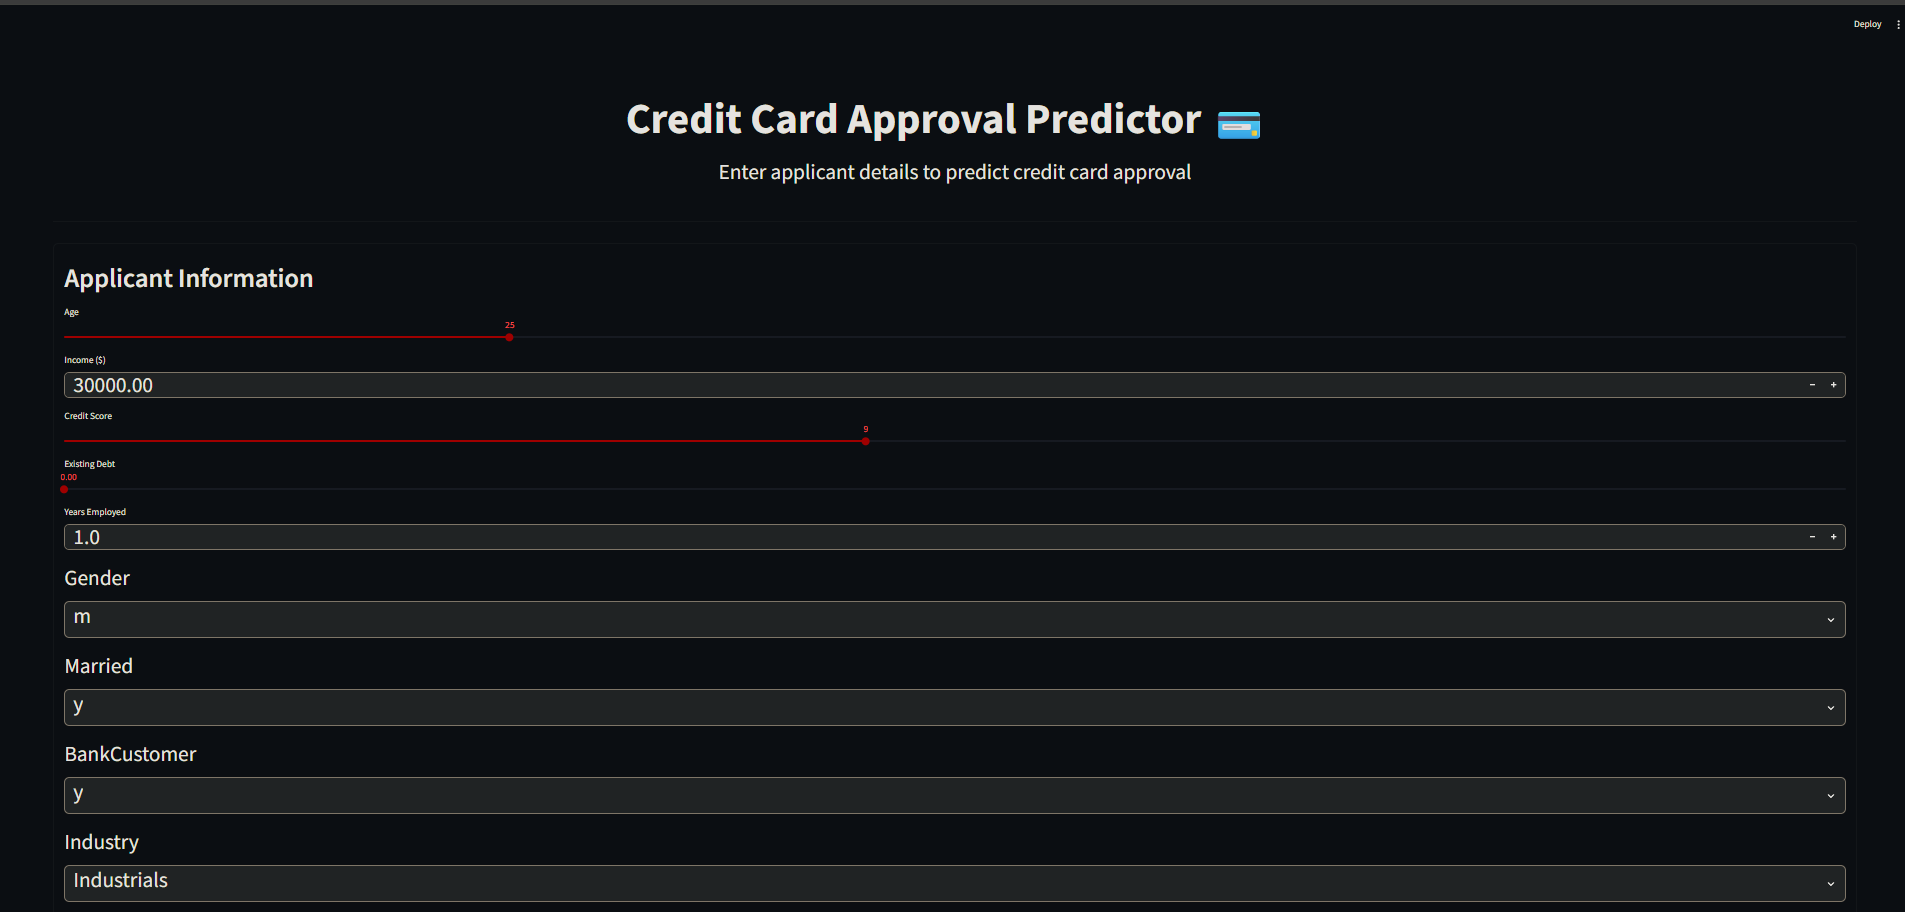 Deploy
Credit Card Approval Predictor
Enter applicant details to predict credit card approval
Applicant Information
Age
25
Income ($)
30000.00
Credit Score
9
Existing Debt
0.00
Years Employed
1.0
Gender
m
Married
y
BankCustomer
y
Industry
Industrials